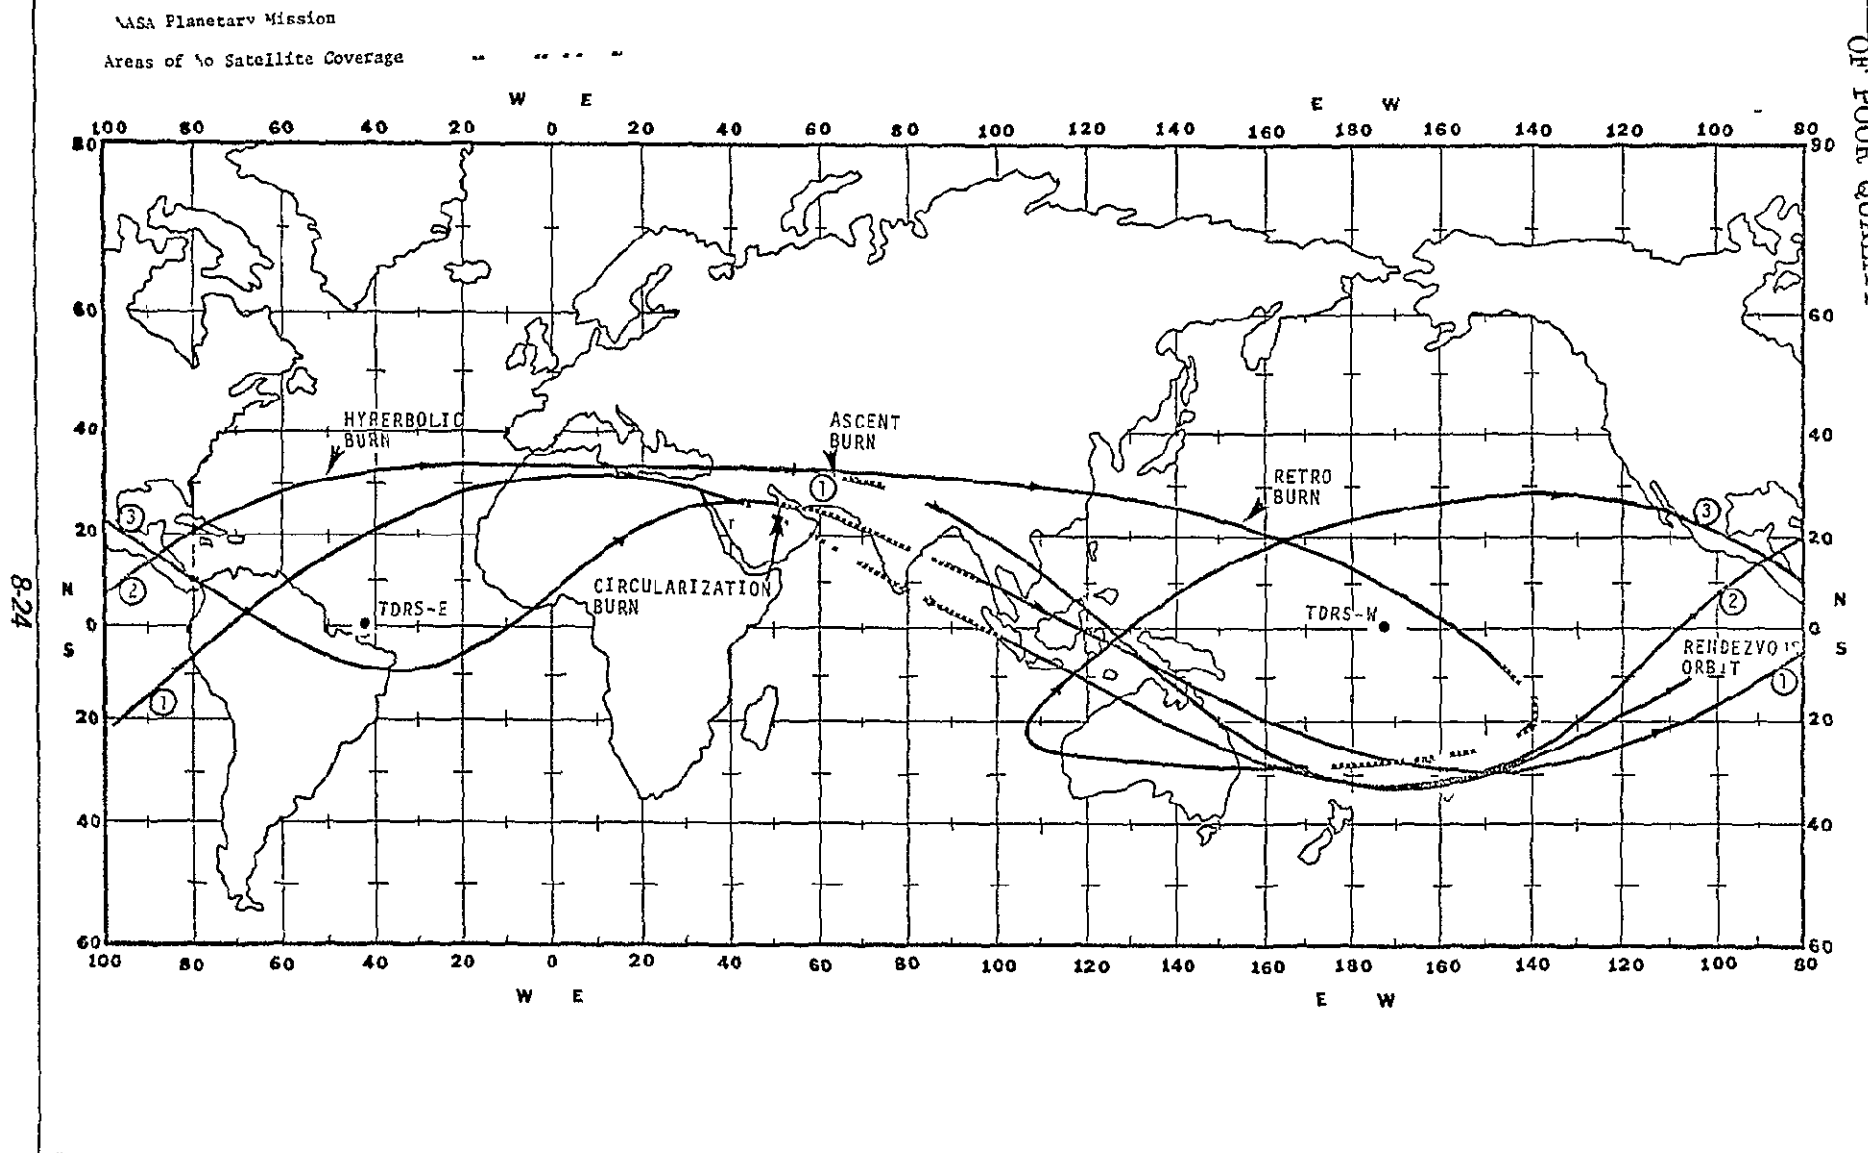 NASA Planetary Mission
Areas of No Satellite Coverage
OF POOR
W E
E W
100 80 60 40 20 0 20 40 60 80 100 120 140 160 180 160 140 120 100 80
80
90
60
60
HYPERBOLIC
BURN
ASCENT
BURN
40
40
RETRO
BURN
1
3
3
20
20
2
CIRCULARIZATION
BURN
N
TDRS-E
TDRS-W
2
N
0
0
S
S
RENDEZVO
ORBIT
1
1
20
20
40
40
60
60
100 80 60 40 20 0 20 40 60 80 100 120 140 160 180 160 140 120 100 80
W E
E W
8-24